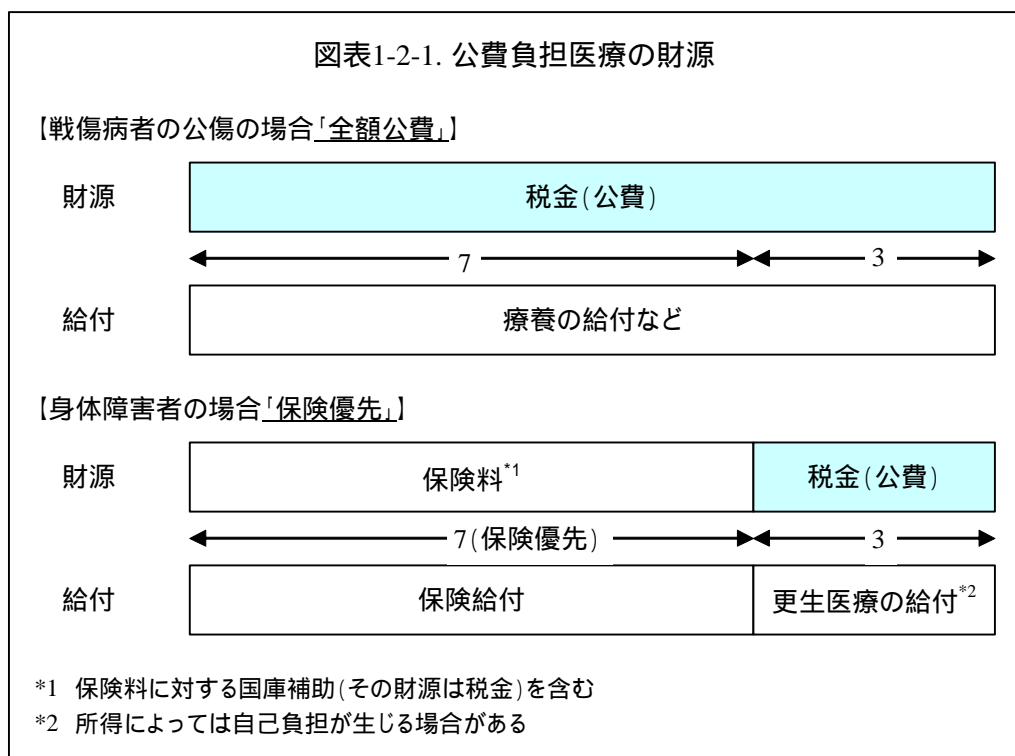 図表1-2-1. 公費負担医療の財源
【戦傷病者の公傷の場合「全額公費」】
財源
税金(公費)
7
3
給付
療養の給付など
【身体障害者の場合「保険優先」】
財源
保険料*1
税金(公費)
7(保険優先)
3
給付
保険給付
更生医療の給付*2
*1 保険料に対する国庫補助(その財源は税金)を含む
*2 所得によっては自己負担が生じる場合がある